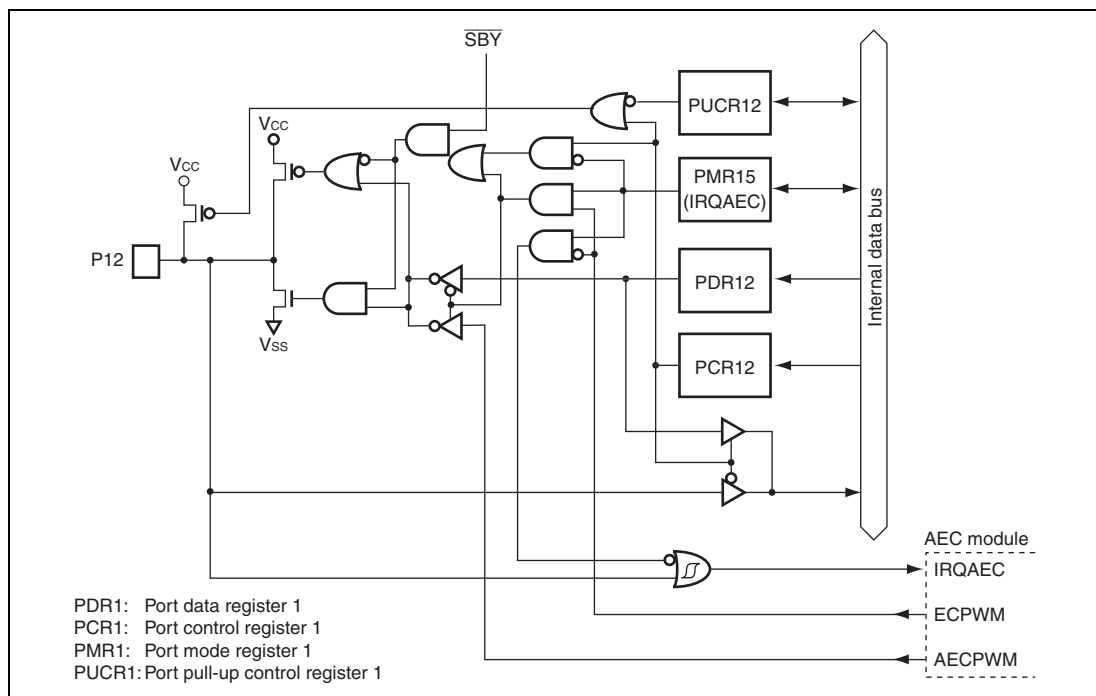 SBY
PUCR12
VCC
VCC
PMR15
(IRQAEC)
P12
PDR12
Internal data bus
VSS
PCR12
AEC module
IRQAEC
ECPWM
AECPWM
PDR1: Port data register 1
PCR1: Port control register 1
PMR1: Port mode register 1
PUCR1: Port pull-up control register 1